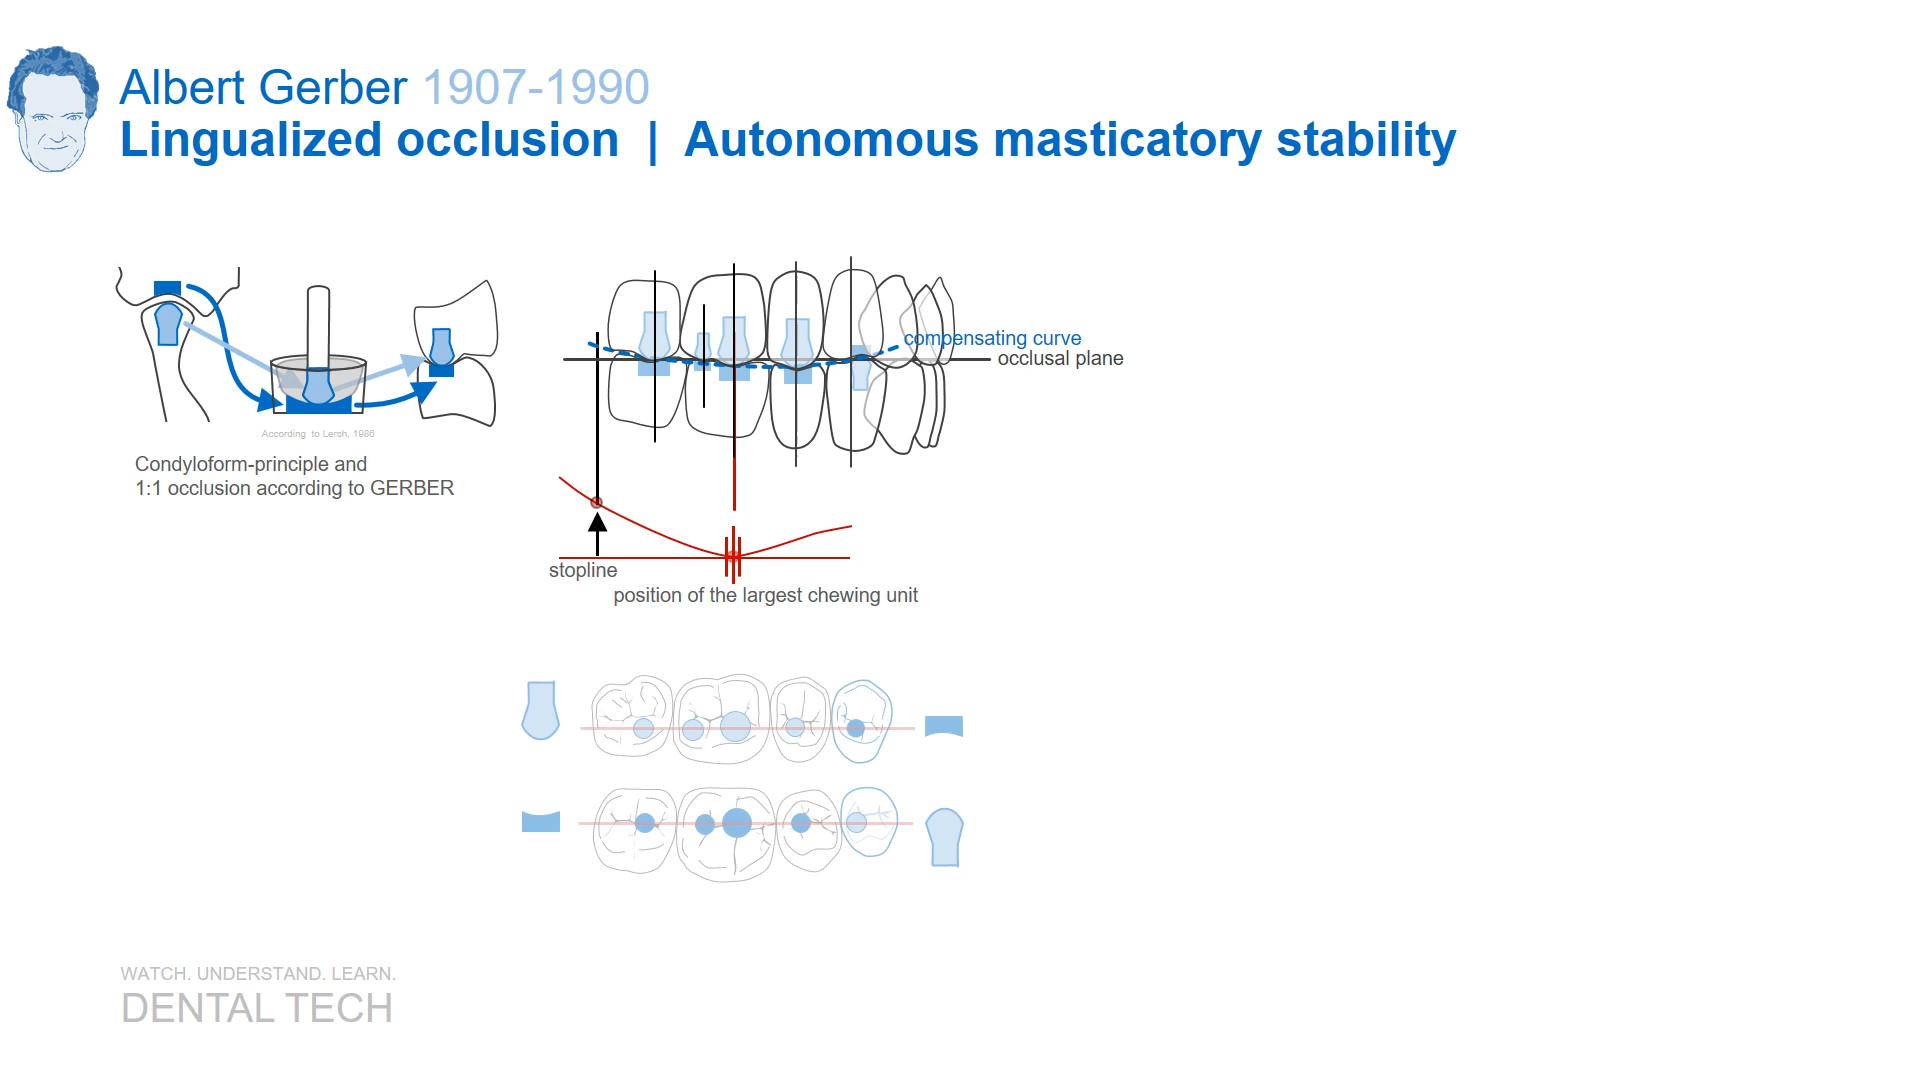 Albert Gerber 1907-1990
Lingualized occlusion | Autonomous masticatory stability
According to Lerch, 1986
Condyloform-principle and
1:1 occlusion according to GERBER
compensating curve
occlusal plane
stopline
position of the largest chewing unit
WATCH. UNDERSTAND. LEARN.
DENTAL TECH